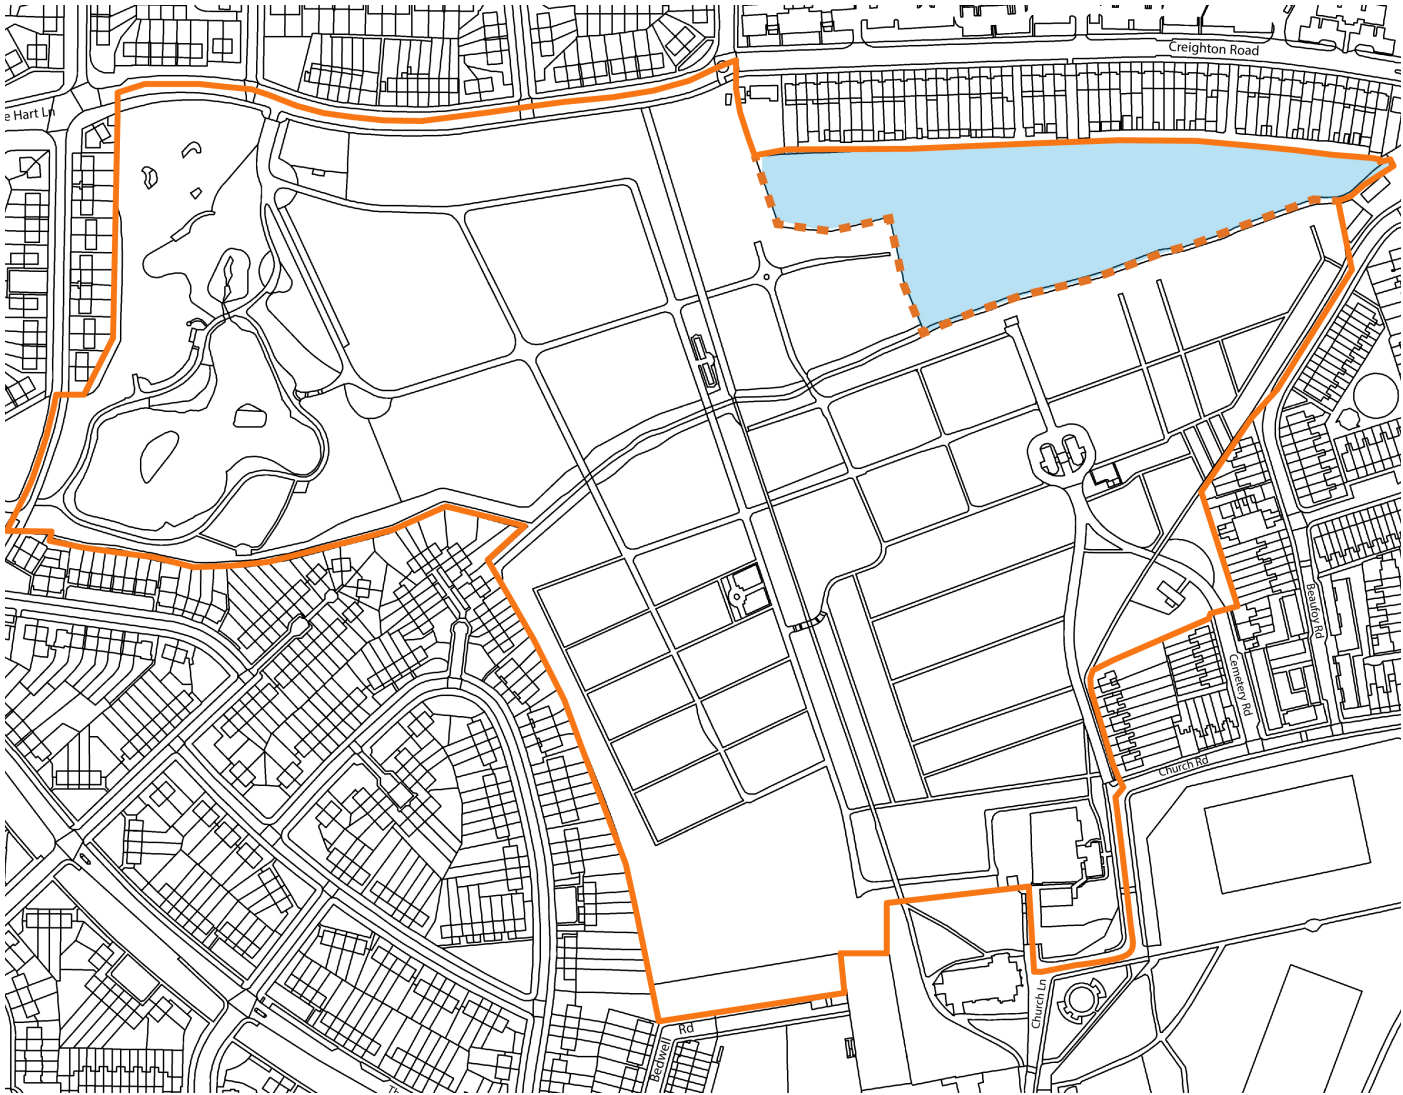 Creighton Road
e Hart Ln
Beaufoy Rd
Cemetery Rd
Church Rd
Church Ln
Rd
Bedwell